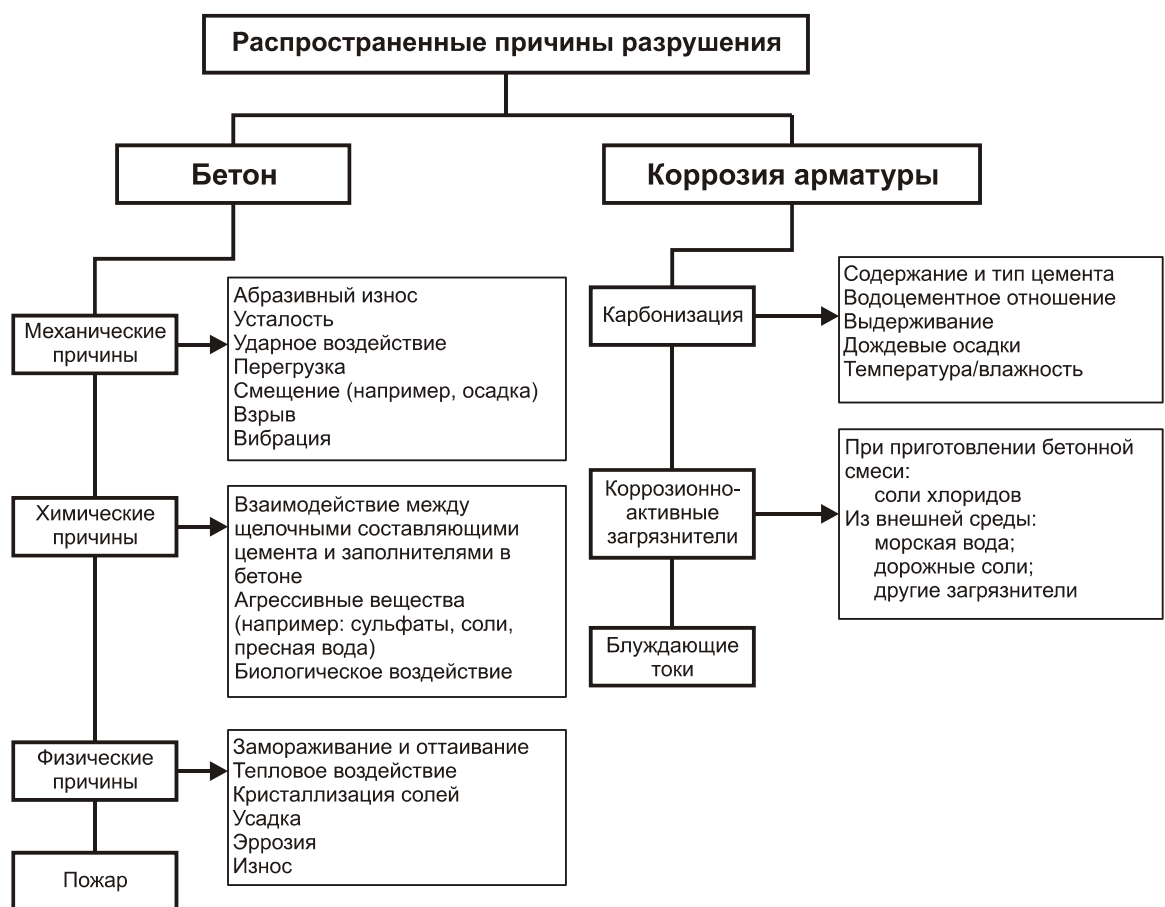 Распространенные причины разрушения
Бетон
Механические
причины
Абразивный износ
Усталость
Ударное воздействие
Перегрузка
Смещение (например, осадка)
Взрыв
Вибрация
Химические
причины
Взаимодействие между
щелочными составляющими
цемента и заполнителями в
бетоне
Агрессивные вещества
(например: сульфаты, соли,
пресная вода)
Биологическое воздействие
Физические
причины
Замораживание и оттаивание
Тепловое воздействие
Кристаллизация солей
Усадка
Эррозия
Износ
Пожар
Коррозия арматуры
Карбонизация
Содержание и тип цемента
Водоцементное отношение
Выдерживание
Дождевые осадки
Температура/влажность
Коррозионно-
активные
загрязнители
При приготовлении бетонной
смеси:
соли хлоридов
Из внешней среды:
морская вода;
дорожные соли;
другие загрязнители
Блуждающие
токи